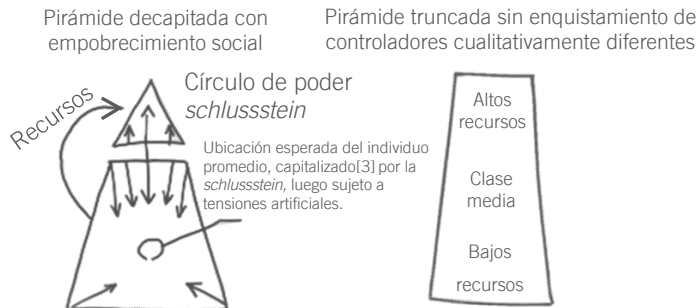 Pirámide decapitada con
empobrecimiento social
Pirámide truncada sin enquistamiento de
controladores cualitativamente diferentes
Recursos
Círculo de poder
schlussstein
Ubicación esperada del individuo
promedio, capitalizado[3] por la
schlussstein, luego sujeto a
tensiones artificiales.
Altos
recursos
Clase
media
Bajos
recursos